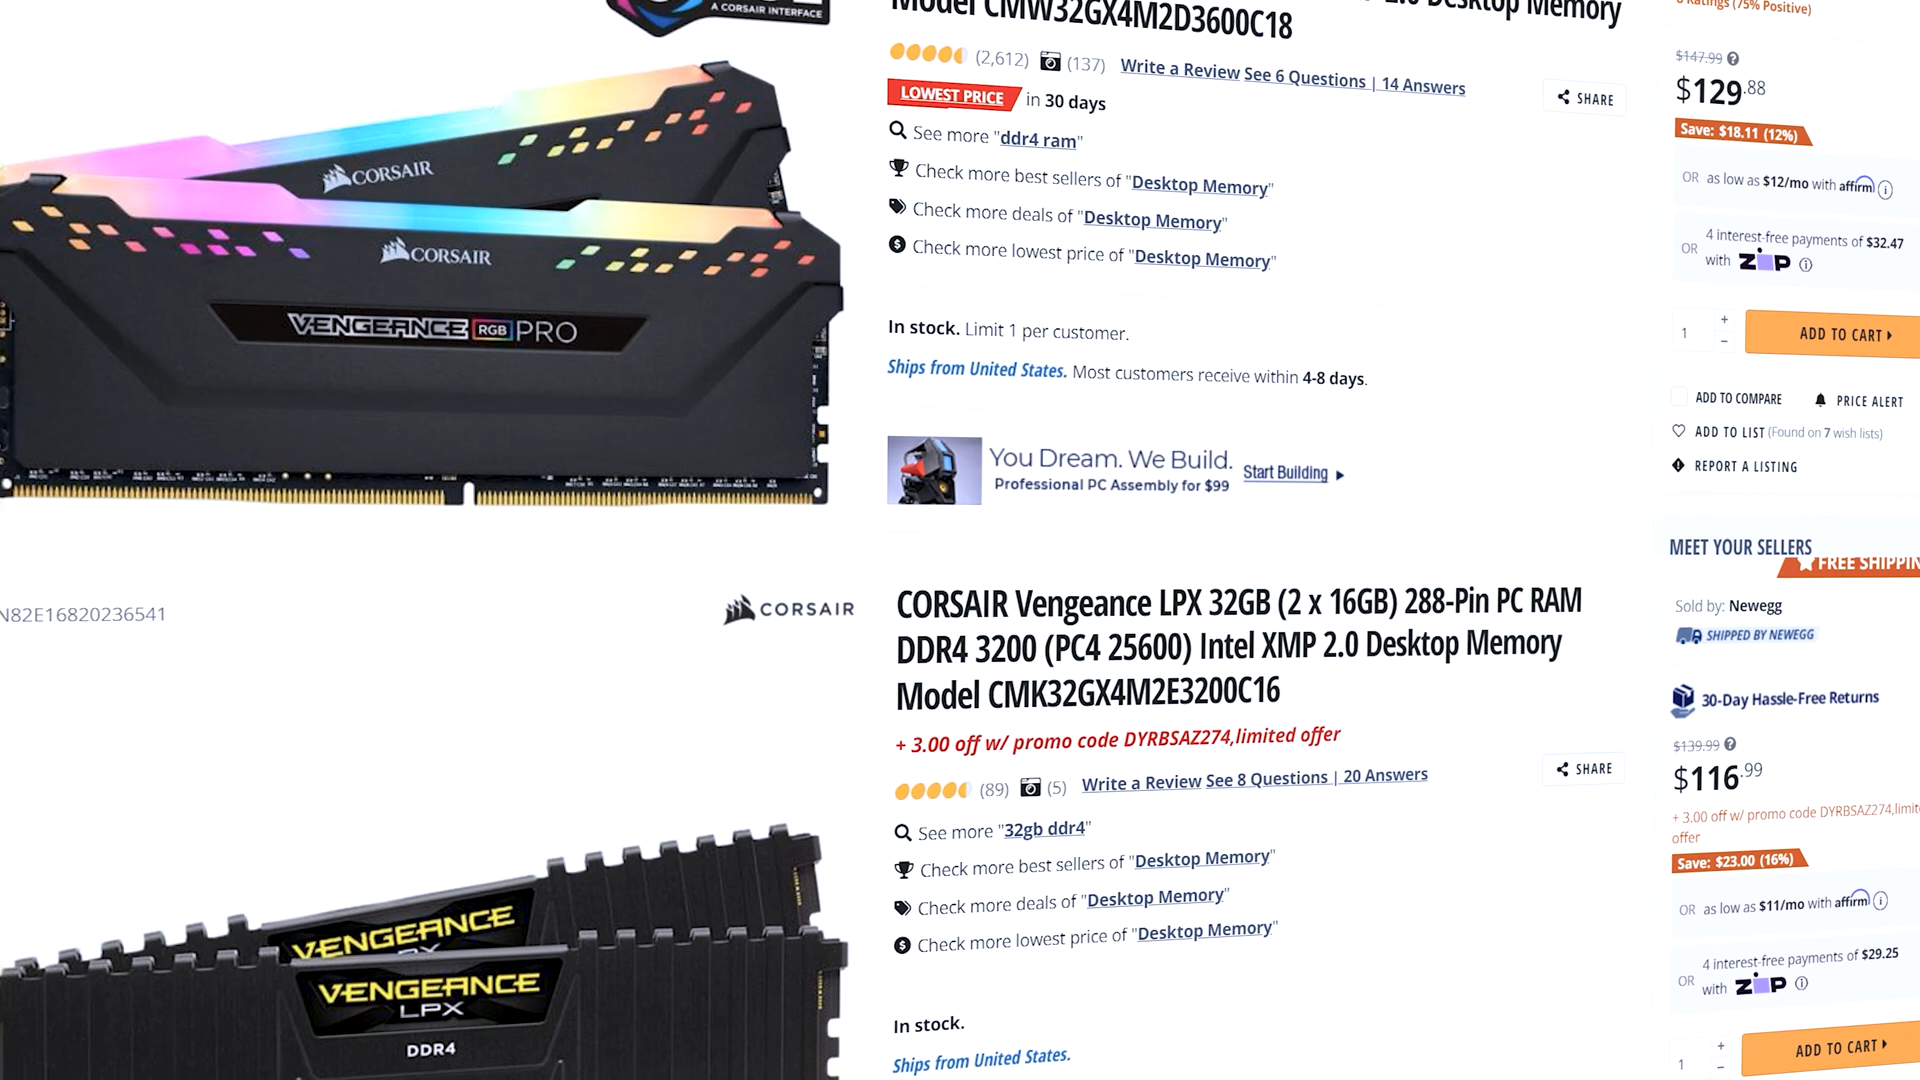 A CORSAIR INTERFACE
CORSAIR
CORSAIR
VENGEANCE RGB PRO
2.0 Desktop Memory
Model CMW32GX4M2D3600C18
(2,612) (137) Write a Review See 6 Questions | 14 Answers
LOWEST PRICE in 30 days
SHARE
See more "ddr4 ram"
Check more best sellers of "Desktop Memory"
Check more deals of "Desktop Memory"
Check more lowest price of "Desktop Memory"
In stock. Limit 1 per customer.
Ships from United States. Most customers receive within 4-8 days.
You Dream. We Build.
Professional PC Assembly for $99
Start Building
Ratings (75% Positive)
$147.99
$129.88
Save: $18.11 (12%)
OR as low as $12/mo with affirm
OR 4 interest-free payments of $32.47
with ZIP
1 + − ADD TO CART
ADD TO COMPARE PRICE ALERT
ADD TO LIST (Found on 7 wish lists)
REPORT A LISTING
MEET YOUR SELLERS
FREE SHIPPIN
Sold by: Newegg
SHIPPED BY NEWEGG
30-Day Hassle-Free Returns
N82E16820236541
CORSAIR
VENGEANCE
VENGEANCE
LPX
DDR4
CORSAIR Vengeance LPX 32GB (2 x 16GB) 288-Pin PC RAM
DDR4 3200 (PC4 25600) Intel XMP 2.0 Desktop Memory
Model CMK32GX4M2E3200C16
+ 3.00 off w/ promo code DYRBSAZ274,limited offer
(89) (5) Write a Review See 8 Questions | 20 Answers
SHARE
See more "32gb ddr4"
Check more best sellers of "Desktop Memory"
Check more deals of "Desktop Memory"
Check more lowest price of "Desktop Memory"
In stock.
Ships from United States.
$139.99
$116.99
+ 3.00 off w/ promo code DYRBSAZ274,limit
offer
Save: $23.00 (16%)
OR as low as $11/mo with affirm
OR 4 interest-free payments of $29.25
with ZIP
1 + − ADD TO CART